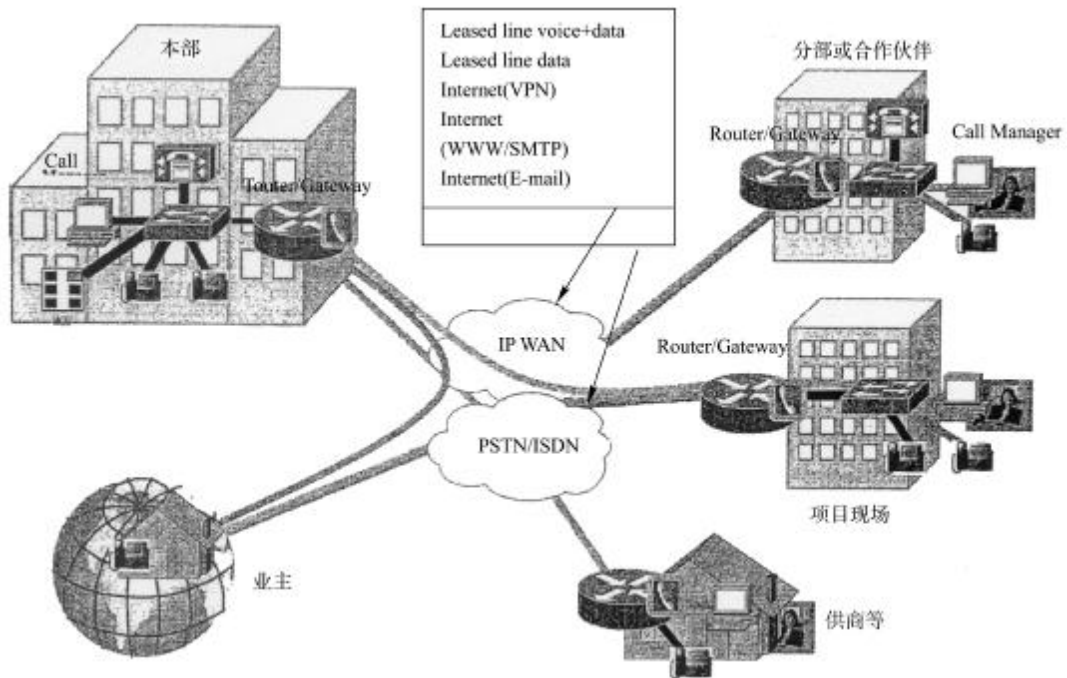 本部
Call
Touter/Gateway
Leased line voice+data
Leased line data
Internet(VPN)
Internet
(WWW/SMTP)
Internet(E-mail)
分部或合作伙伴
Router/Gateway
Call Manager
IP WAN
Router/Gateway
PSTN/ISDN
项目现场
业主
供商等